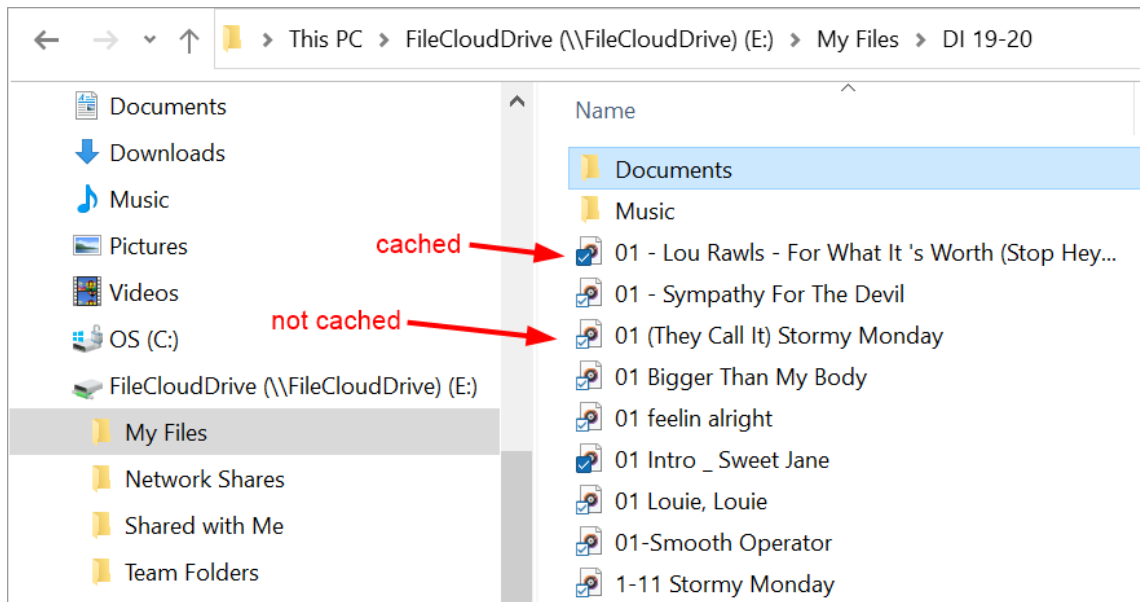 This PC > FileCloudDrive (\\FileCloudDrive) (E:) > My Files > DI 19-20
Documents
Downloads
Music
Pictures
Videos
OS (C:)
FileCloudDrive (\\FileCloudDrive) (E:)
My Files
Network Shares
Shared with Me
Team Folders
cached
not cached
Name
Documents
Music
01 - Lou Rawls - For What It 's Worth (Stop Hey...
01 - Sympathy For The Devil
01 (They Call It) Stormy Monday
01 Bigger Than My Body
01 feelin alright
01 Intro _ Sweet Jane
01 Louie, Louie
01-Smooth Operator
1-11 Stormy Monday